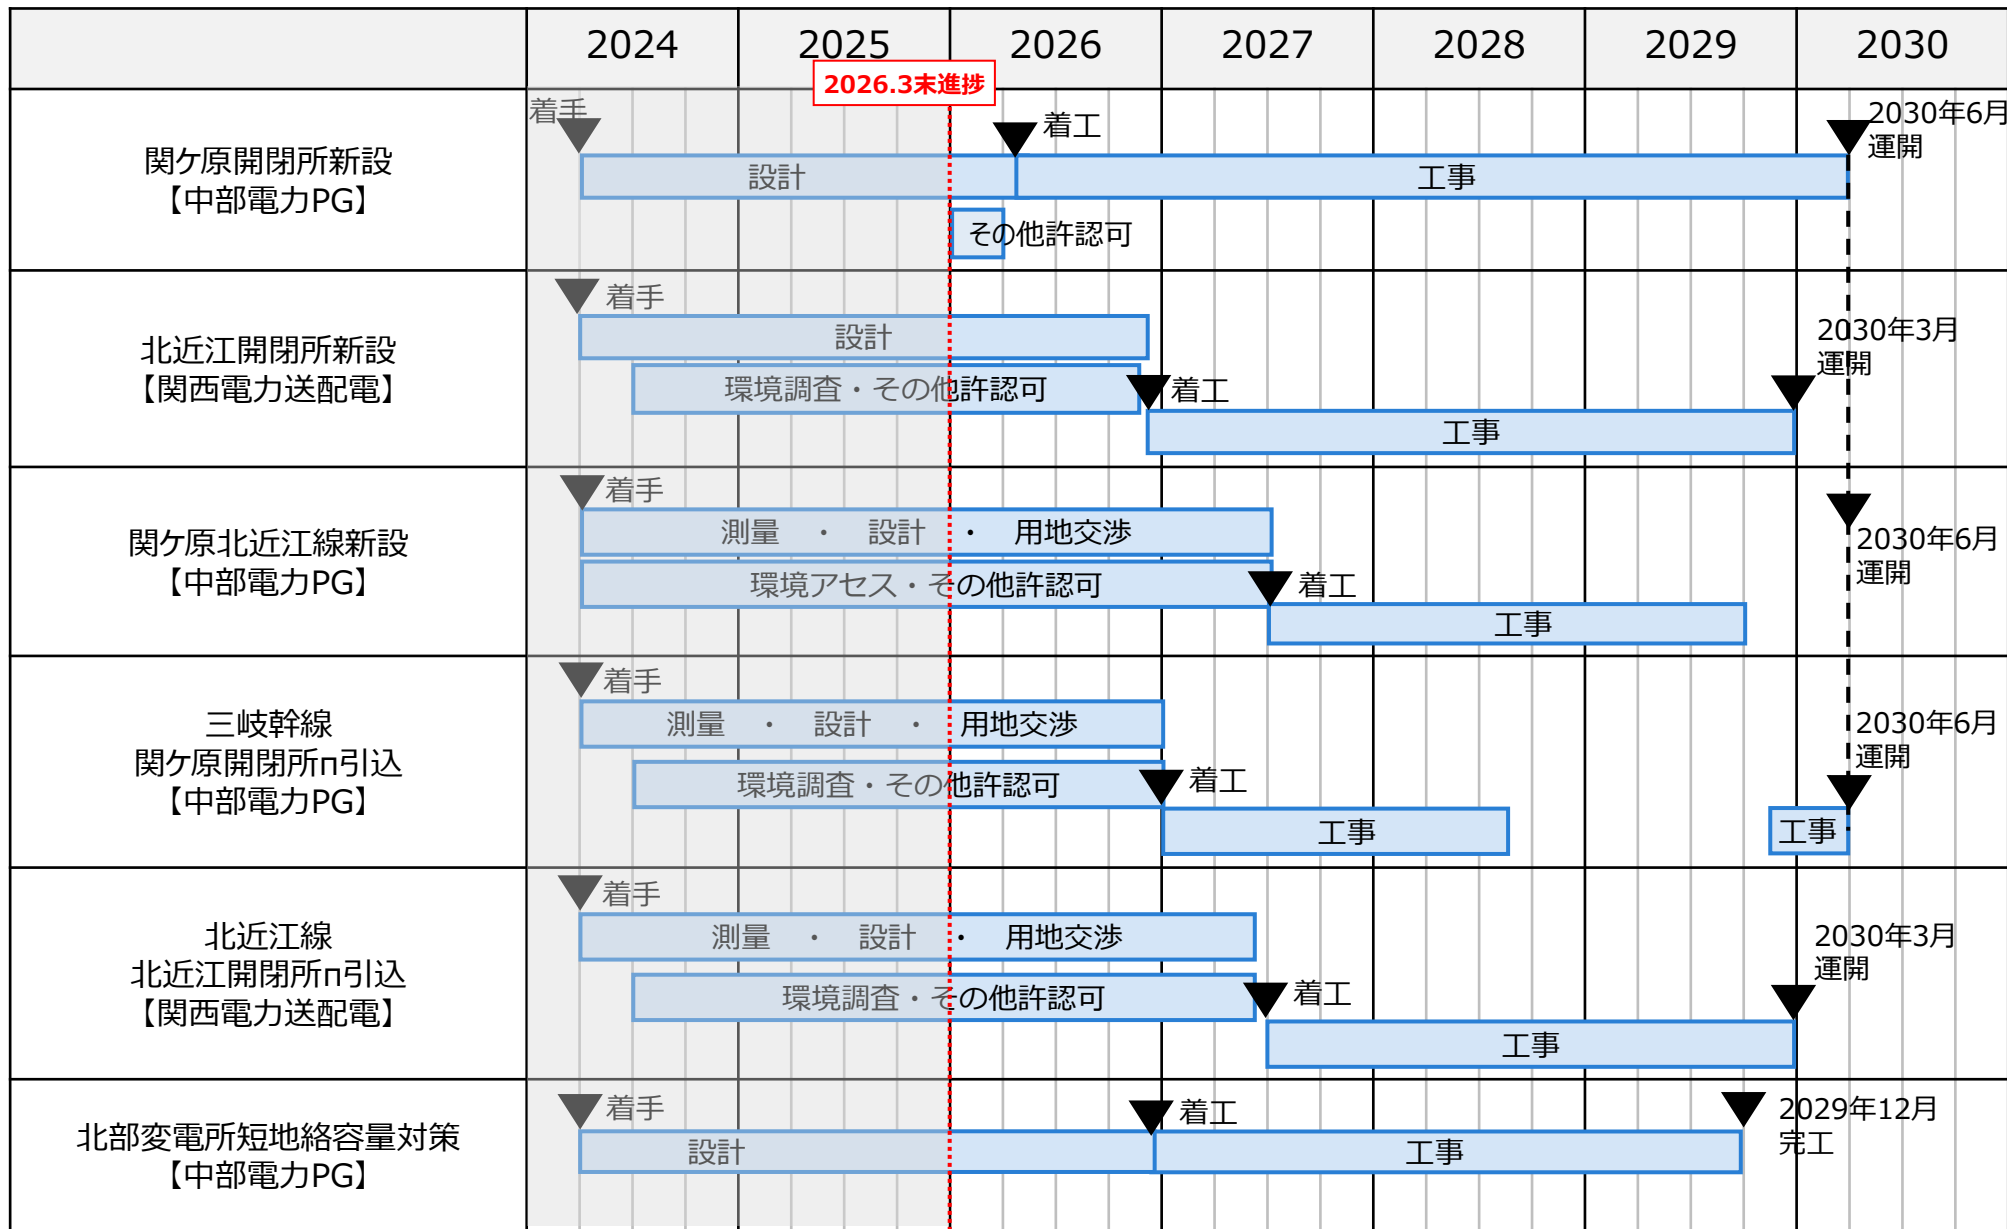 2024 2025 2026 2027 2028 2029 2030
2026.3末進捗
関ケ原開閉所新設
【中部電力PG】
着手
着工
2030年6月
運開
設計
工事
その他許認可
北近江開閉所新設
【関西電力送配電】
着手
設計
環境調査・その他許認可
着工
工事
2030年3月
運開
関ケ原北近江線新設
【中部電力PG】
着手
測量 ・ 設計 ・ 用地交渉
環境アセス・その他許認可
着工
工事
2030年6月
運開
三岐幹線
関ケ原開閉所π引込
【中部電力PG】
着手
測量 ・ 設計 ・ 用地交渉
環境調査・その他許認可
着工
工事
工事
2030年6月
運開
北近江線
北近江開閉所π引込
【関西電力送配電】
着手
測量 ・ 設計 ・ 用地交渉
環境調査・その他許認可
着工
工事
2030年3月
運開
北部変電所短地絡容量対策
【中部電力PG】
着手
設計
着工
工事
2029年12月
完工